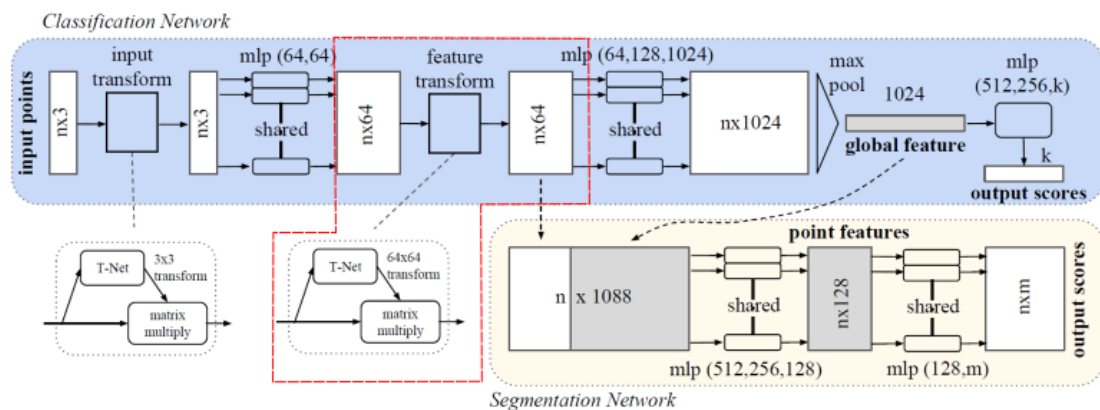 Classification Network
input points
nx3
input
transform
nx3
mlp (64,64)
shared
nx64
feature
transform
nx64
mlp (64,128,1024)
shared
nx1024
max
pool
1024
global feature
mlp
(512,256,k)
k
output scores
T-Net
3x3
transform
matrix
multiply
T-Net
64x64
transform
matrix
multiply
point features
n x 1088
shared
mlp (512,256,128)
nx128
shared
mlp (128,m)
nxm
output scores
Segmentation Network